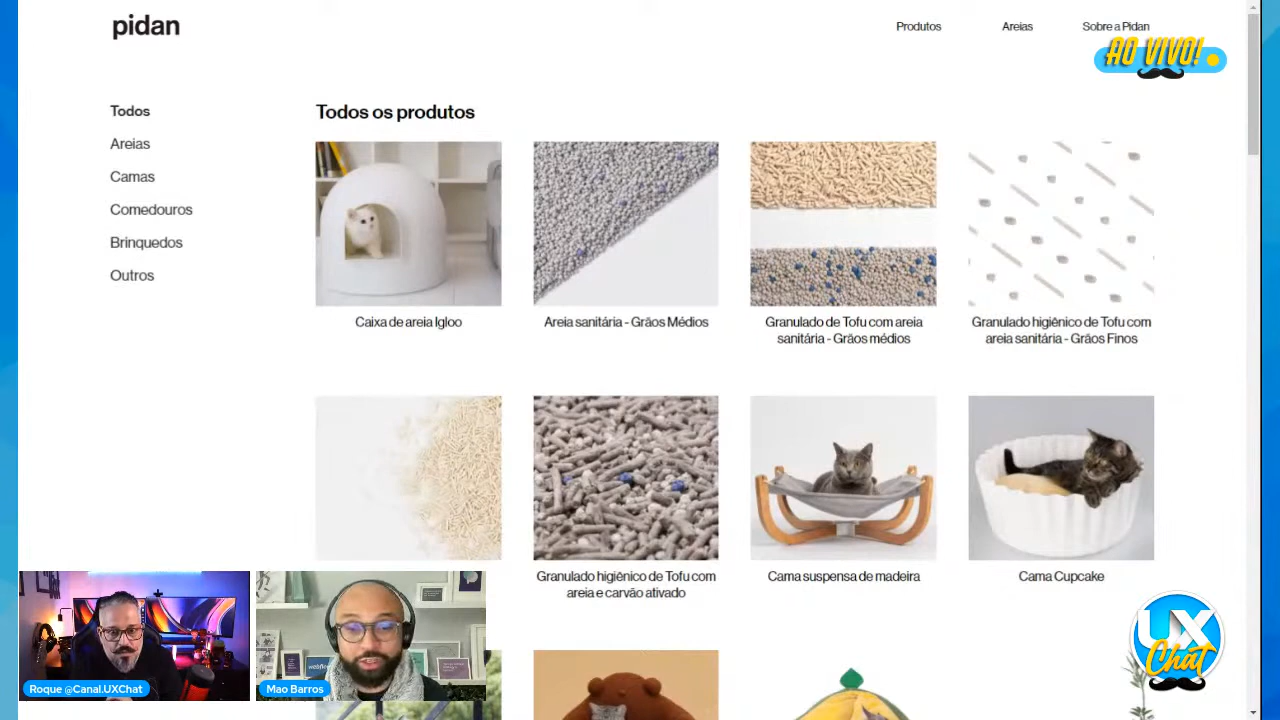 pidan
Produtos
Areias
Sobre a Pidan
AO VIVO!
Todos
Areias
Camas
Comedouros
Brinquedos
Outros
Todos os produtos
Caixa de areia Igloo
Areia sanitária - Grãos Médios
Granulado de Tofu com areia
sanitária - Grãos médios
Granulado higiênico de Tofu com
areia sanitária - Grãos Finos
Granulado higiênico de Tofu com
areia e carvão ativado
Cama suspensa de madeira
Cama Cupcake
webflow
Roque @Canal.UXChat
Mao Barros
UX
Chat